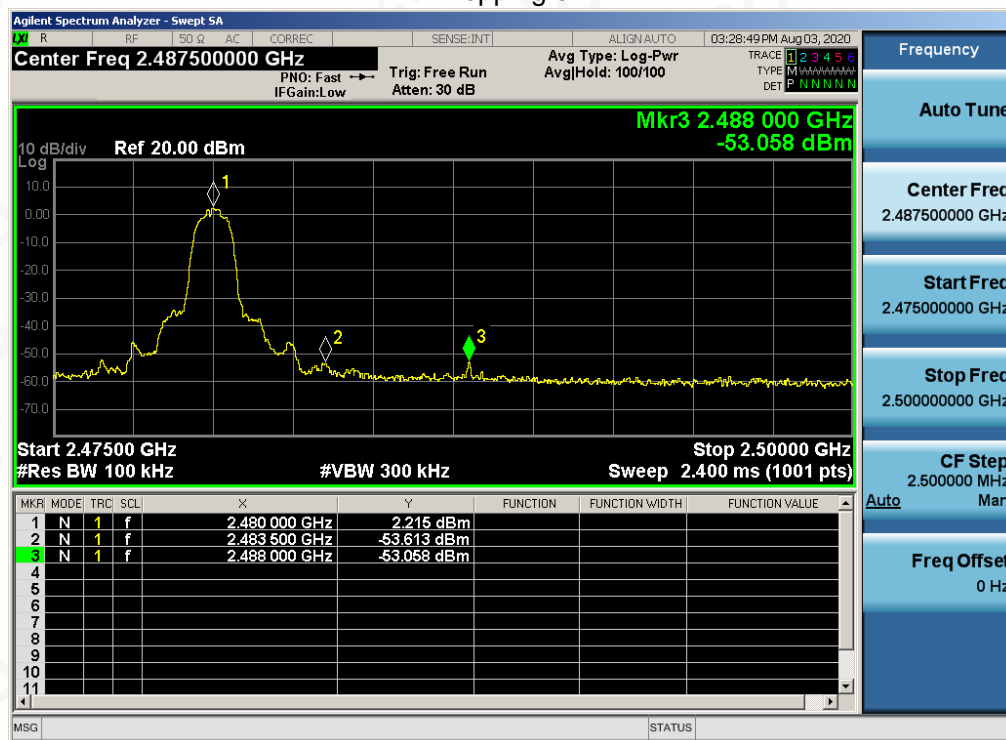 Agilent Spectrum Analyzer - Swept SA
LXI R RF 50 Ω AC CORREC SENSE:INT ALIGN AUTO 03:28:49 PM Aug 03, 2020
Center Freq 2.487500000 GHz
PNO: Fast
IFGain:Low
Trig: Free Run
Atten: 30 dB
Avg Type: Log-Pwr
Avg|Hold: 100/100
TRACE 1 2 3 4 5 6
TYPE M WWWWW
DET P N N N N N
Mkr3 2.488 000 GHz
-53.058 dBm
10 dB/div Ref 20.00 dBm
Log
10.0
0.00
-10.0
-20.0
-30.0
-40.0
-50.0
-60.0
-70.0
1
2
3
Start 2.47500 GHz Stop 2.50000 GHz
#Res BW 100 kHz #VBW 300 kHz Sweep 2.400 ms (1001 pts)
MKR MODE TRC SCL X Y FUNCTION FUNCTION WIDTH FUNCTION VALUE
1 N 1 f 2.480 000 GHz 2.215 dBm
2 N 1 f 2.483 500 GHz -53.613 dBm
3 N 1 f 2.488 000 GHz -53.058 dBm
4
5
6
7
8
9
10
11
MSG STATUS
Frequency
Auto Tune
Center Freq
2.487500000 GHz
Start Freq
2.475000000 GHz
Stop Freq
2.500000000 GHz
CF Step
2.500000 MHz
Auto Man
Freq Offset
0 Hz